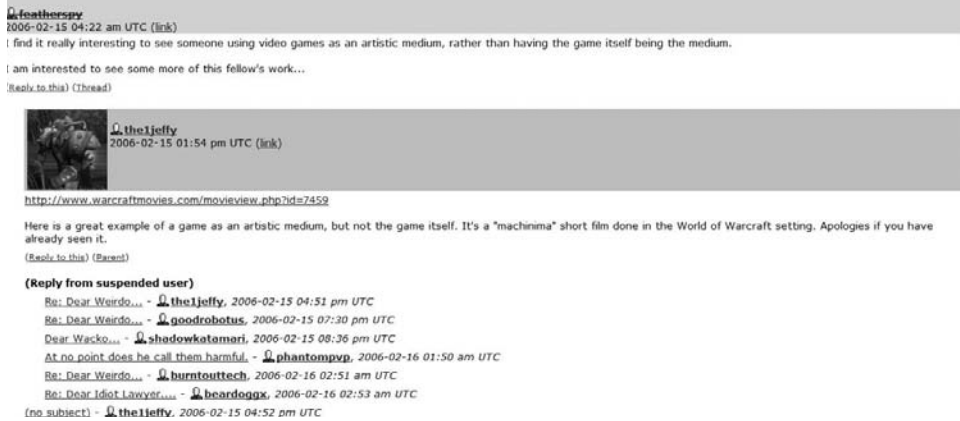 featherspy
2006-02-15 04:22 am UTC (link)
I find it really interesting to see someone using video games as an artistic medium, rather than having the game itself being the medium.
I am interested to see some more of this fellow's work...
(Reply to this) (Thread)
the1jeffy
2006-02-15 01:54 pm UTC (link)
http://www.warcraftmovies.com/movieview.php?id=7459
Here is a great example of a game as an artistic medium, but not the game itself. It's a "machinima" short film done in the World of Warcraft setting. Apologies if you have
already seen it.
(Reply to this) (Parent)
(Reply from suspended user)
Re: Dear Weirdo... - the1jeffy, 2006-02-15 04:51 pm UTC
Re: Dear Weirdo... - goodrobotus, 2006-02-15 07:30 pm UTC
Dear Wacko... - shadowkatamari, 2006-02-15 08:36 pm UTC
At no point does he call them harmful. - phantompvp, 2006-02-16 01:50 am UTC
Re: Dear Weirdo... - burntouttech, 2006-02-16 02:51 am UTC
Re: Dear Idiot Lawyer.... - beardoggx, 2006-02-16 02:53 am UTC
(no subject) - the1jeffy, 2006-02-15 04:52 pm UTC